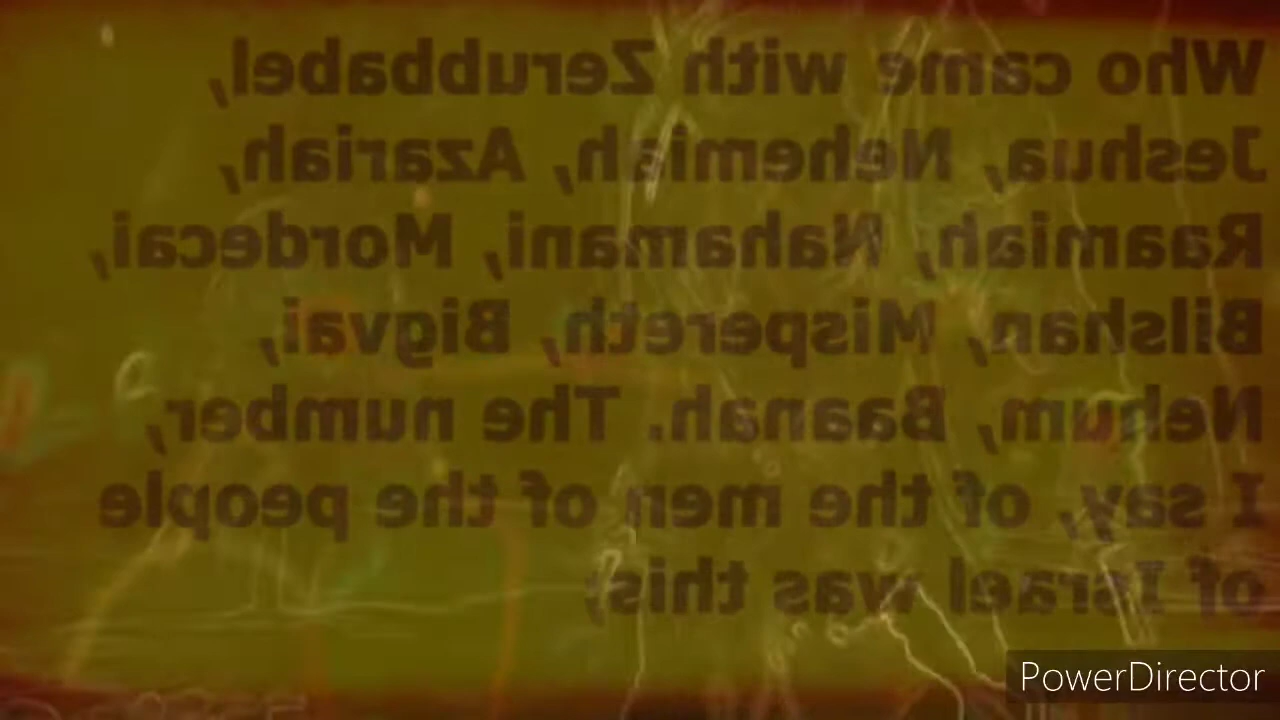 Who came with Zerubbabel,
Jeshua, Nehemiah, Azariah,
Raamiah, Nahamani, Mordecai,
Bilshan, Mispereth, Bigvai,
Nehum, Baanah. The number,
I say, of the men of the people
of Israel was this;
PowerDirector